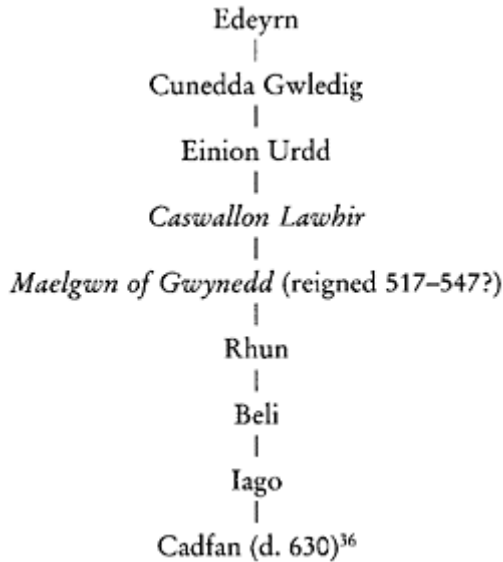 Edeyrn
Cunedda Gwledig
Einion Urdd
Caswallon Lawhir
Maelgwn of Gwynedd (reigned 517–547?)
Rhun
Beli
Iago
Cadfan (d. 630)³⁶